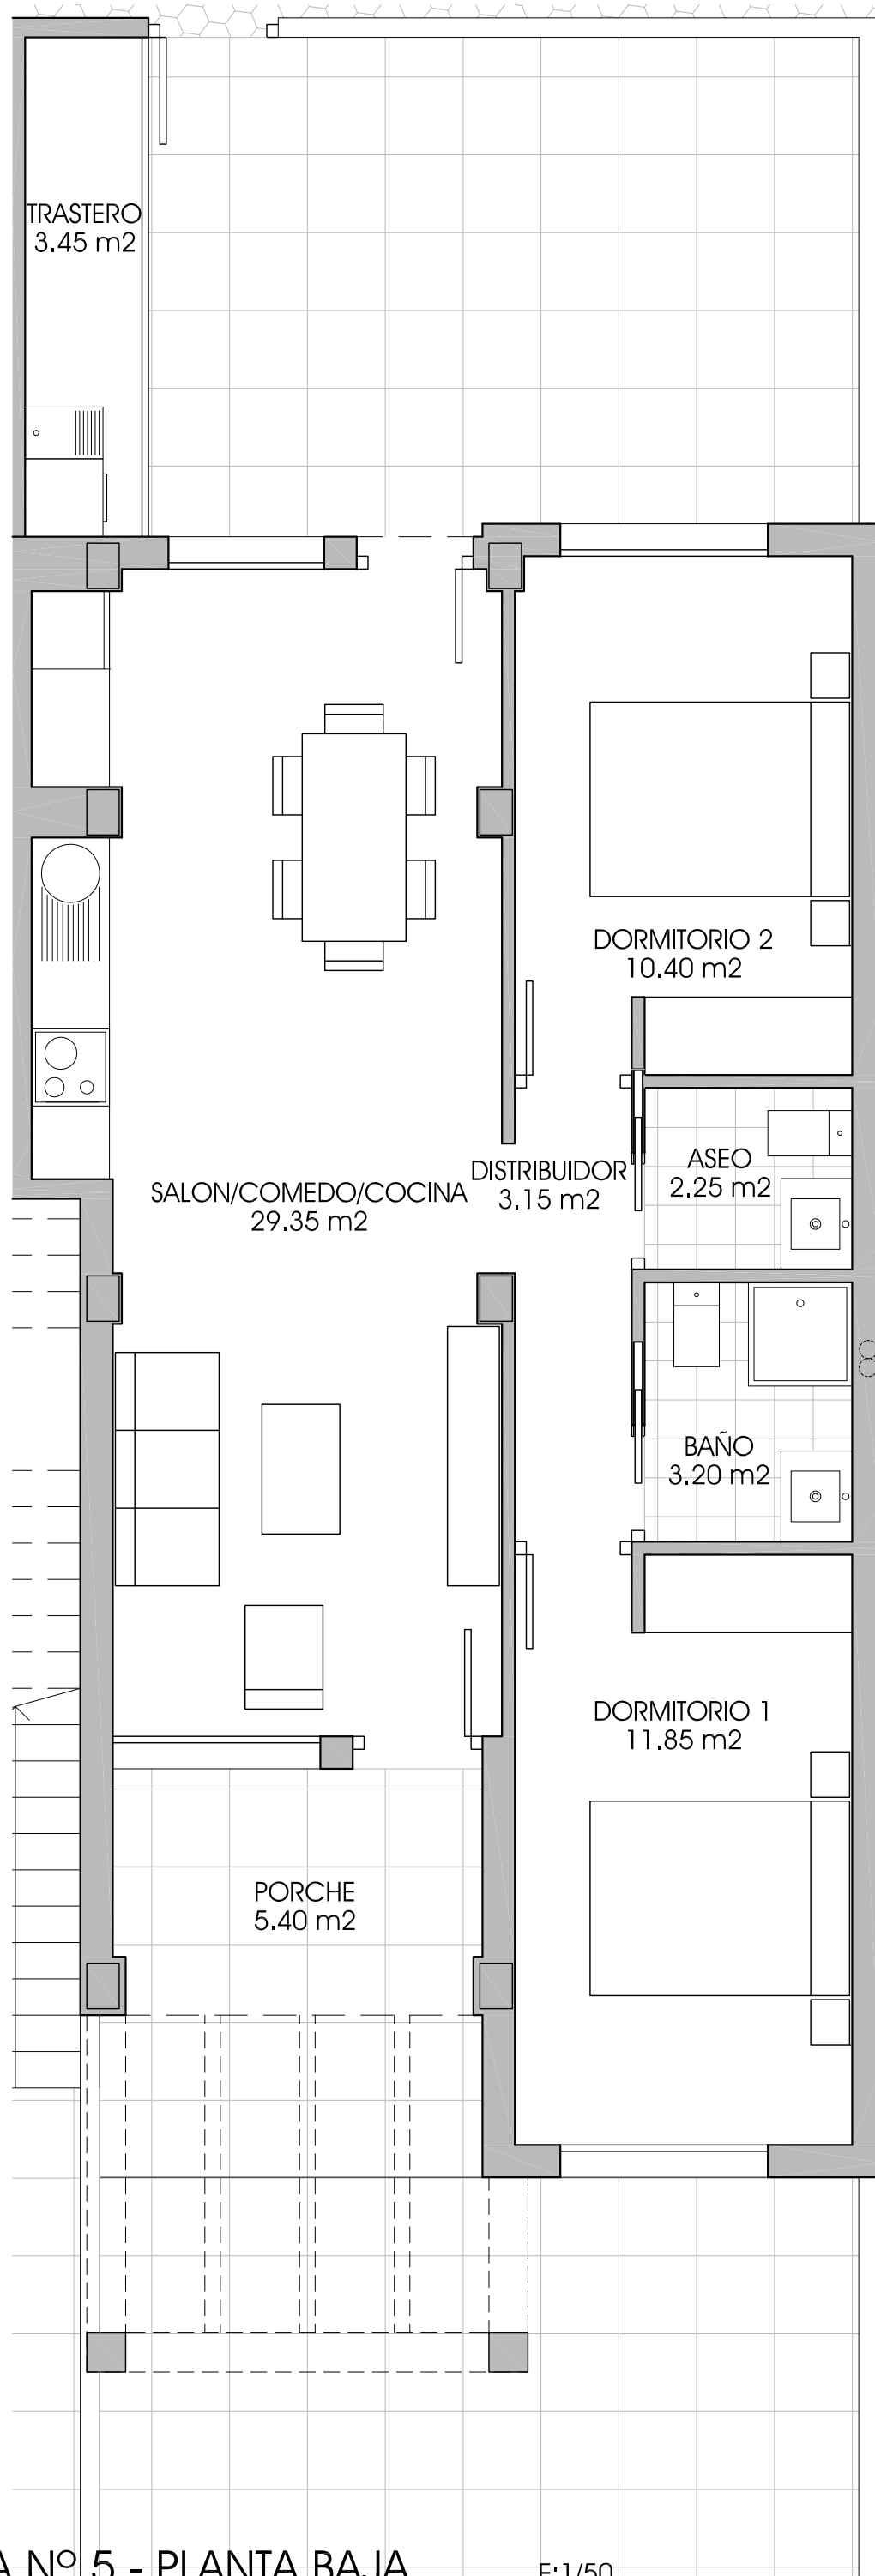 TRASTERO
3.45 m2
DORMITORIO 2
10.40 m2
ASEO
2.25 m2
DISTRIBUIDOR
3.15 m2
SALON/COMEDO/COCINA
29.35 m2
BAÑO
3.20 m2
DORMITORIO 1
11.85 m2
PORCHE
5.40 m2
A Nº 5 - PLANTA BAJA
E:1/50